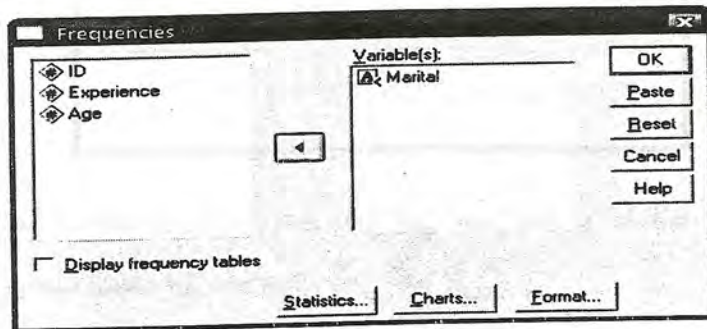 Frequencies
ID
Experience
Age
Variable(s):
Marital
OK
Paste
Reset
Cancel
Help
Display frequency tables
Statistics...
Charts...
Format...